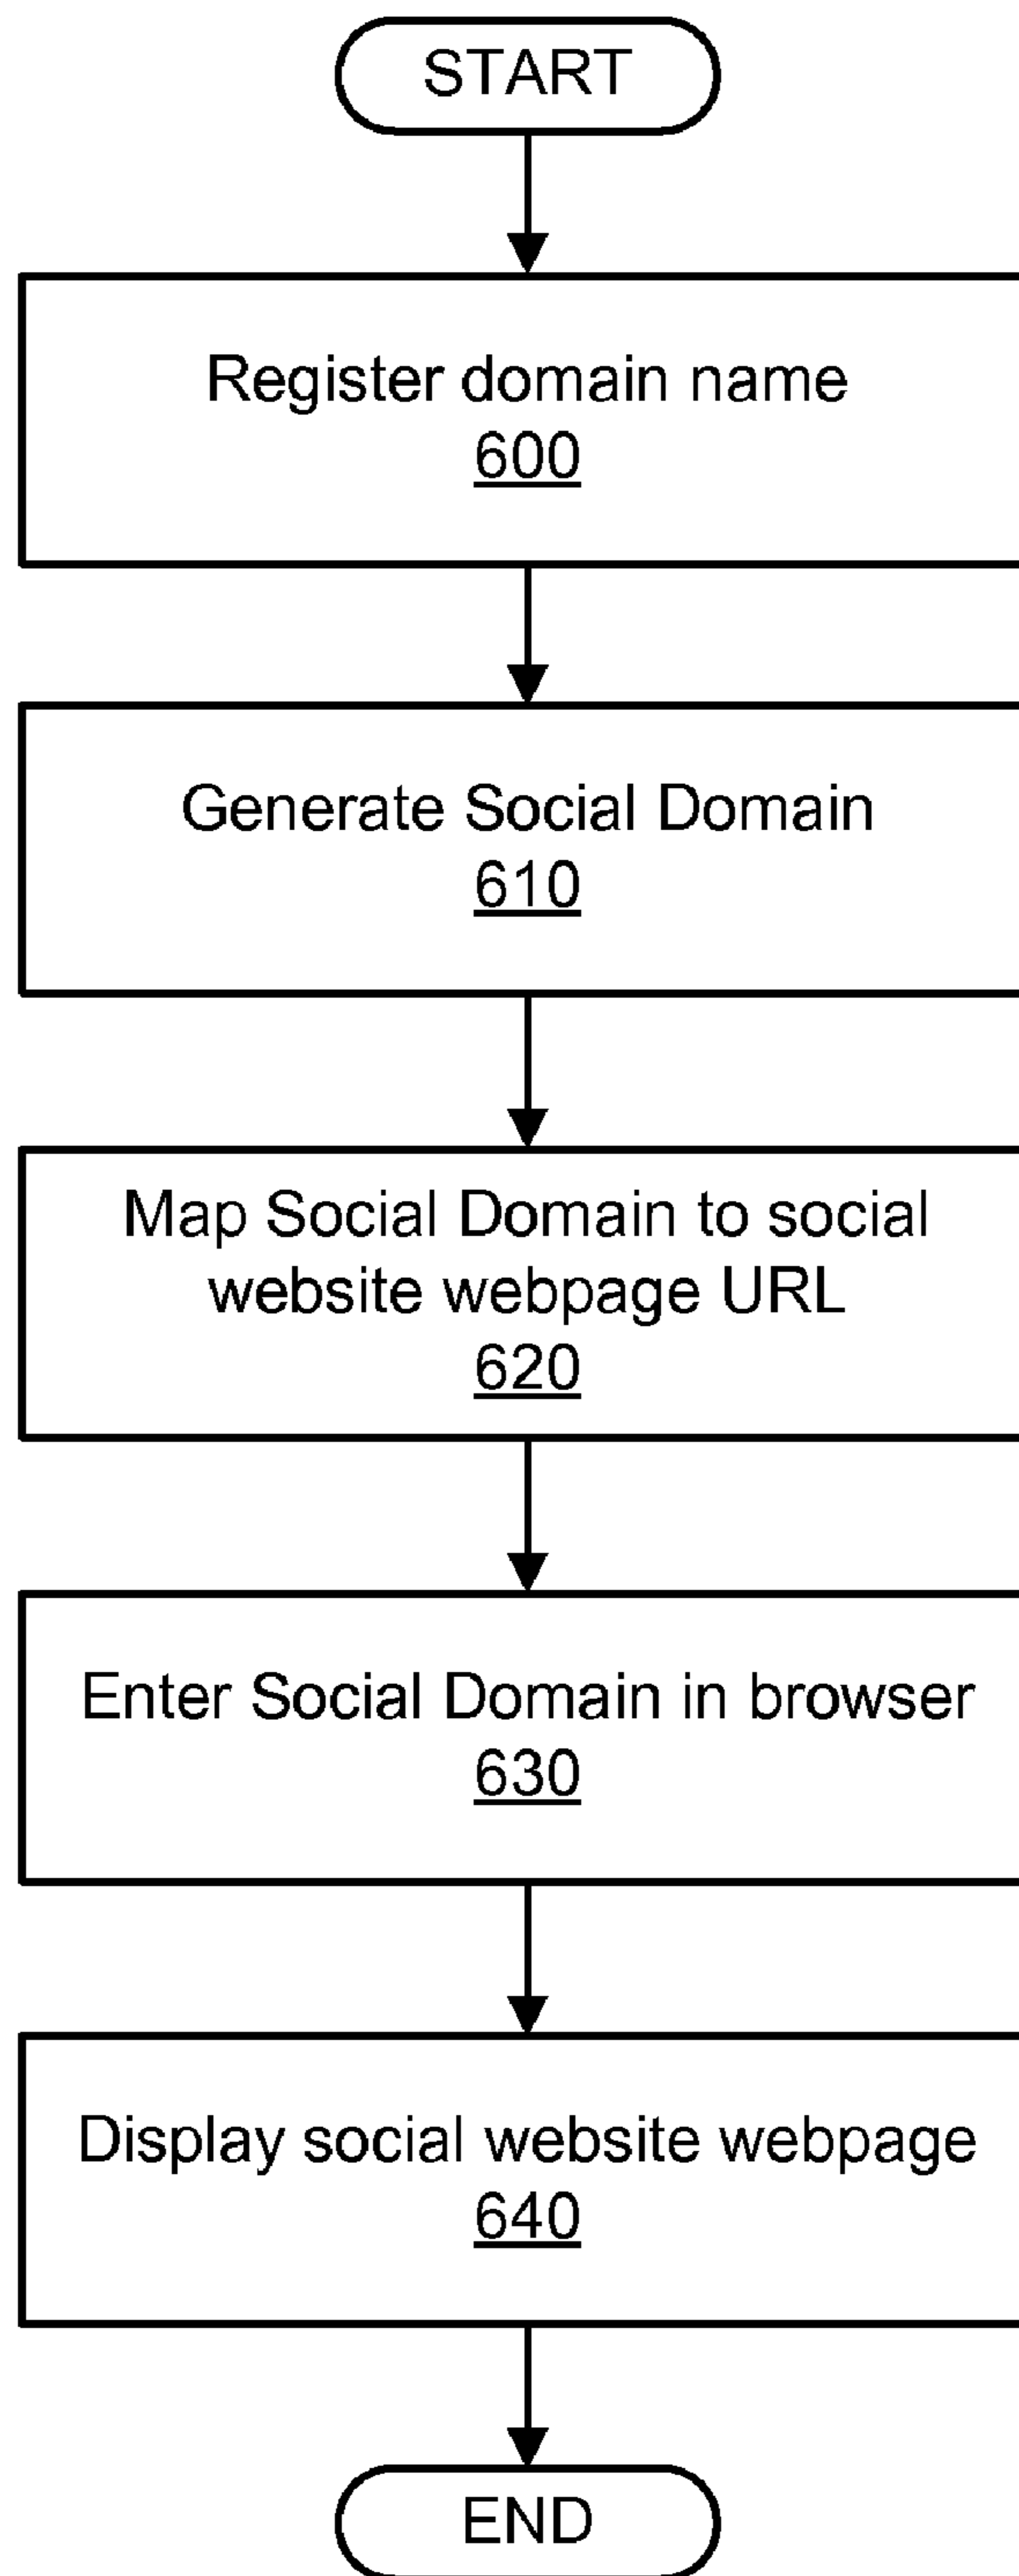 START
Register domain name
600
Generate Social Domain
610
Map Social Domain to social
website webpage URL
620
Enter Social Domain in browser
630
Display social website webpage
640
END